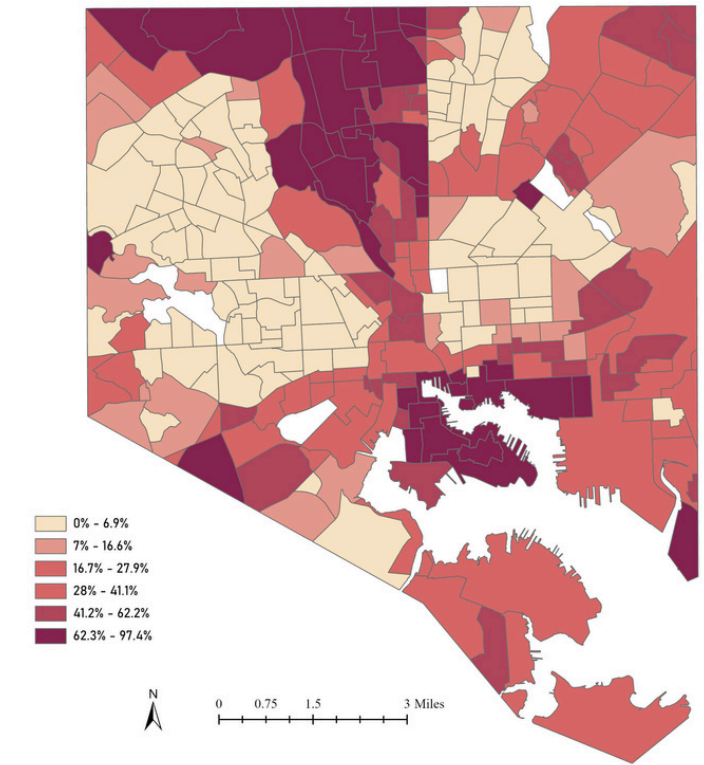 0% - 6.9%
7% - 16.6%
16.7% - 27.9%
28% - 41.1%
41.2% - 62.2%
62.3% - 97.4%
N
0 0.75 1.5 3 Miles